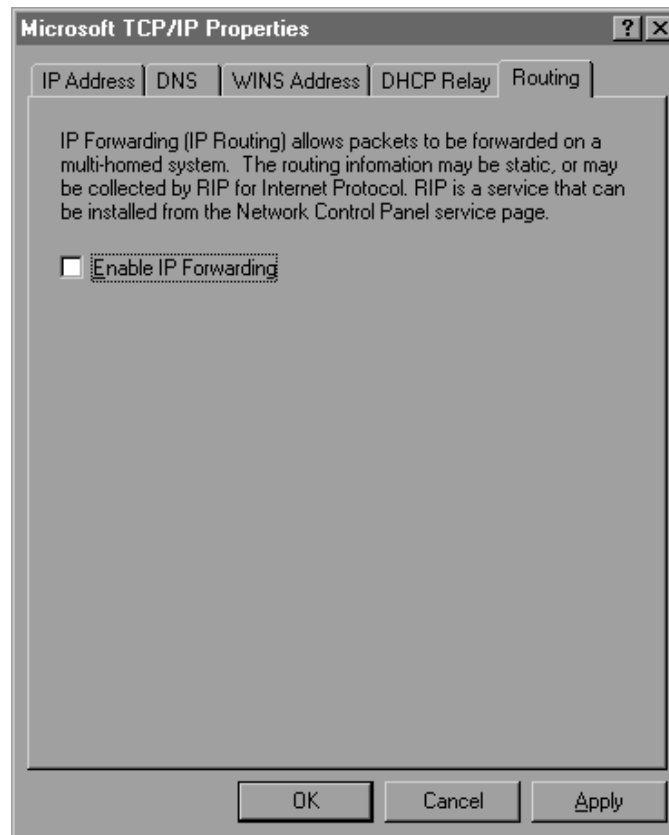 Microsoft TCP/IP Properties
IP Address DNS WINS Address DHCP Relay Routing
IP Forwarding (IP Routing) allows packets to be forwarded on a
multi-homed system. The routing infomation may be static, or may
be collected by RIP for Internet Protocol. RIP is a service that can
be installed from the Network Control Panel service page.
Enable IP Forwarding
OK Cancel Apply